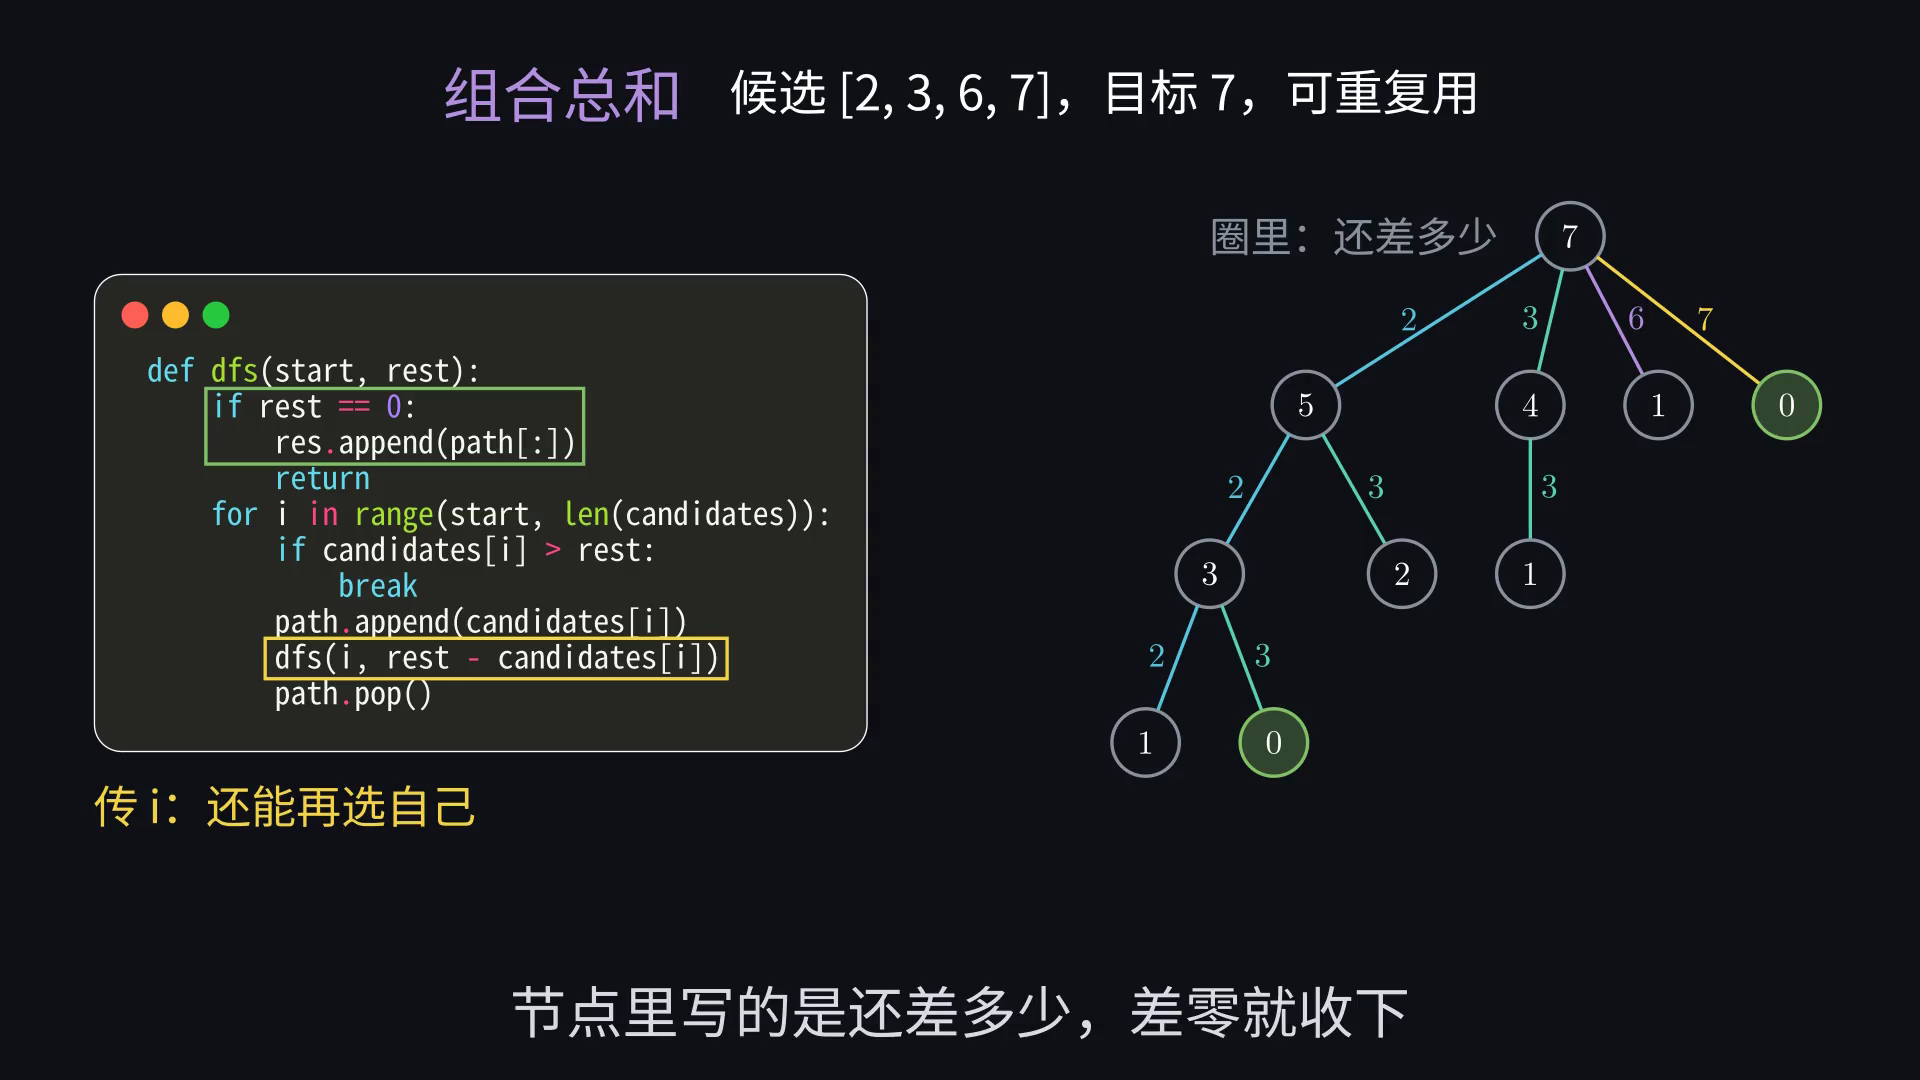 组合总和 候选 [2, 3, 6, 7]，目标 7，可重复用
圈里：还差多少
7
2
3
6
7
5
4
1
0
2
3
3
3
2
1
2
3
1
0
def dfs(start, rest):
    if rest == 0:
        res.append(path[:])
        return
    for i in range(start, len(candidates)):
        if candidates[i] > rest:
            break
        path.append(candidates[i])
        dfs(i, rest - candidates[i])
        path.pop()
传 i：还能再选自己
节点里写的是还差多少，差零就收下